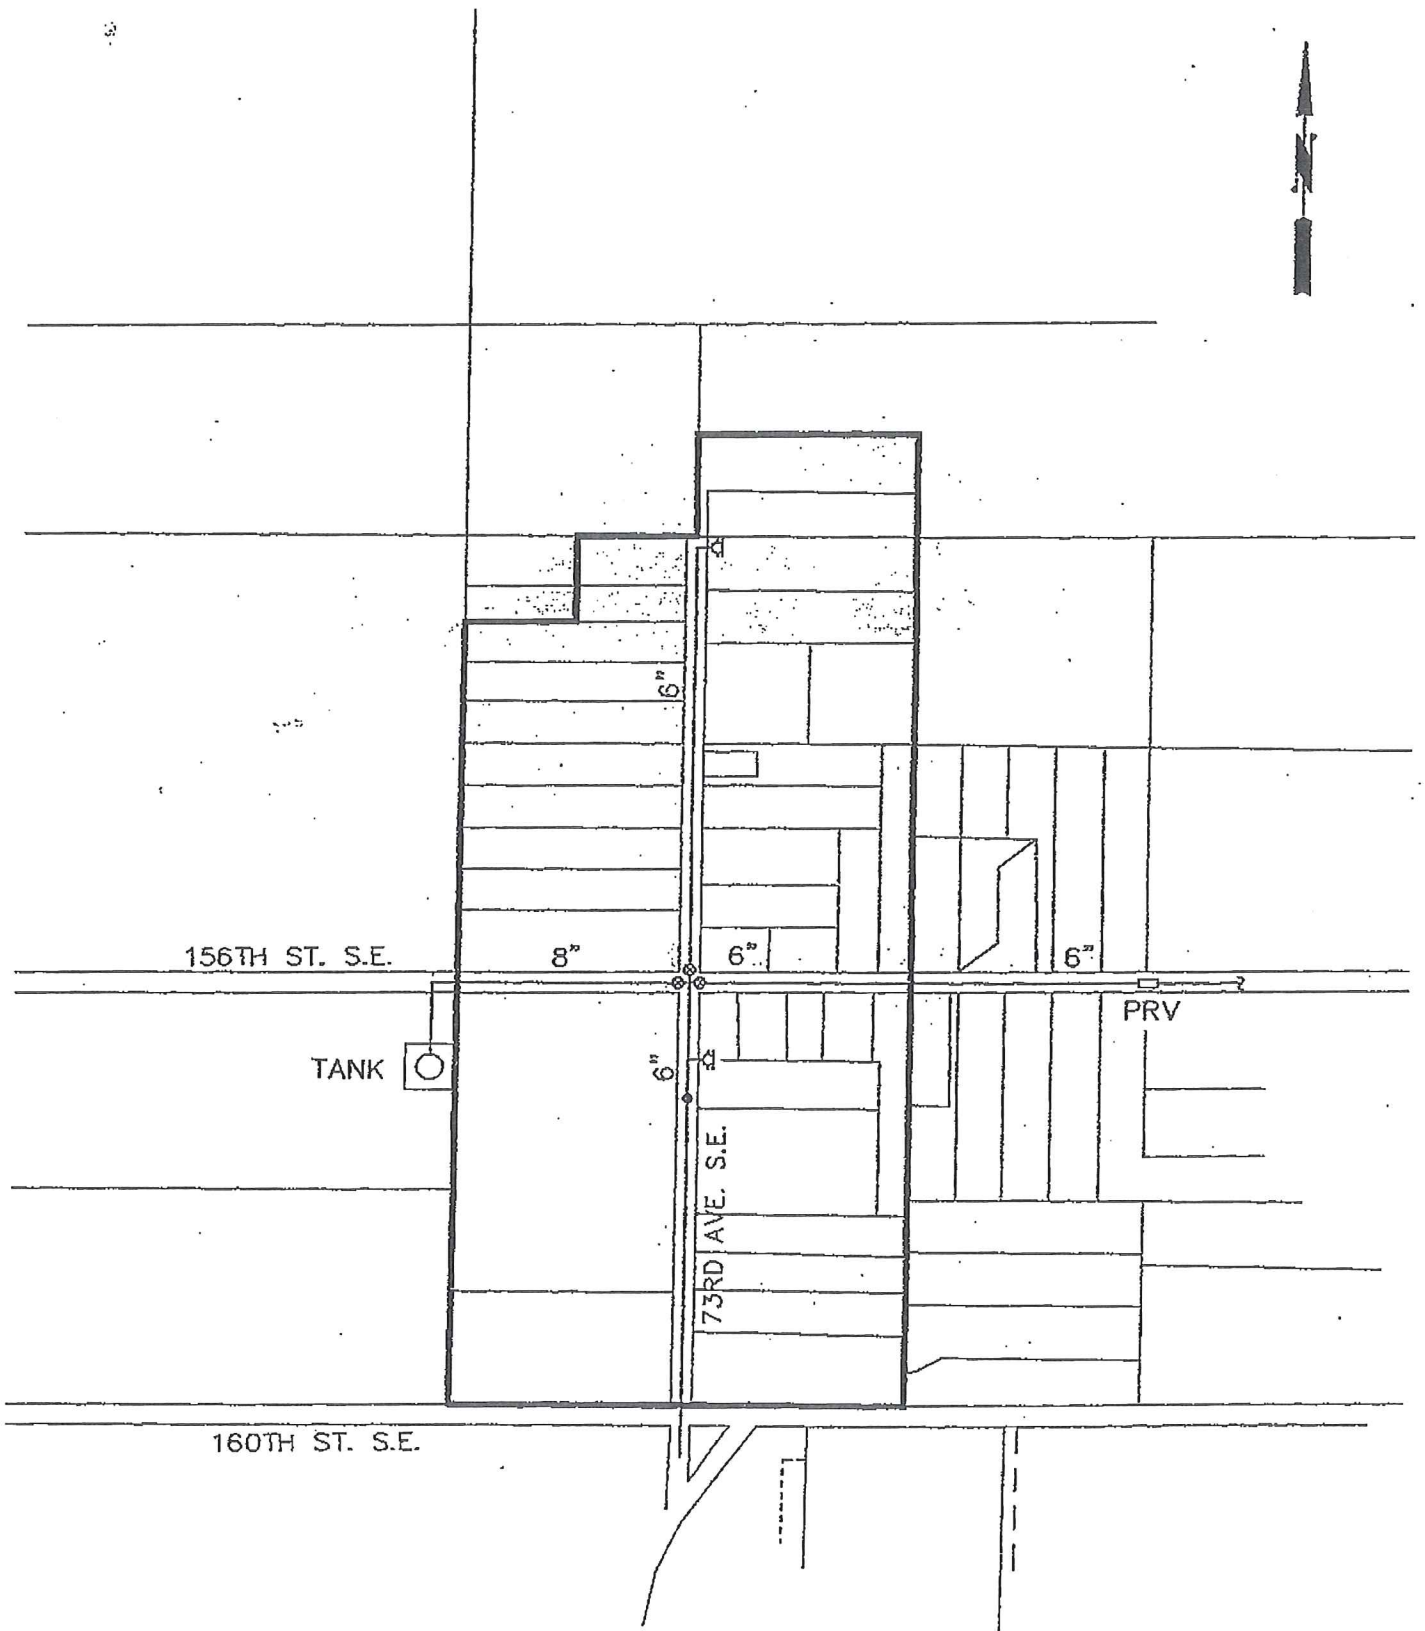 N
6"
156TH ST. S.E.
8"
6"
6"
PRV
TANK
6"
73RD AVE. S.E.
160TH ST. S.E.